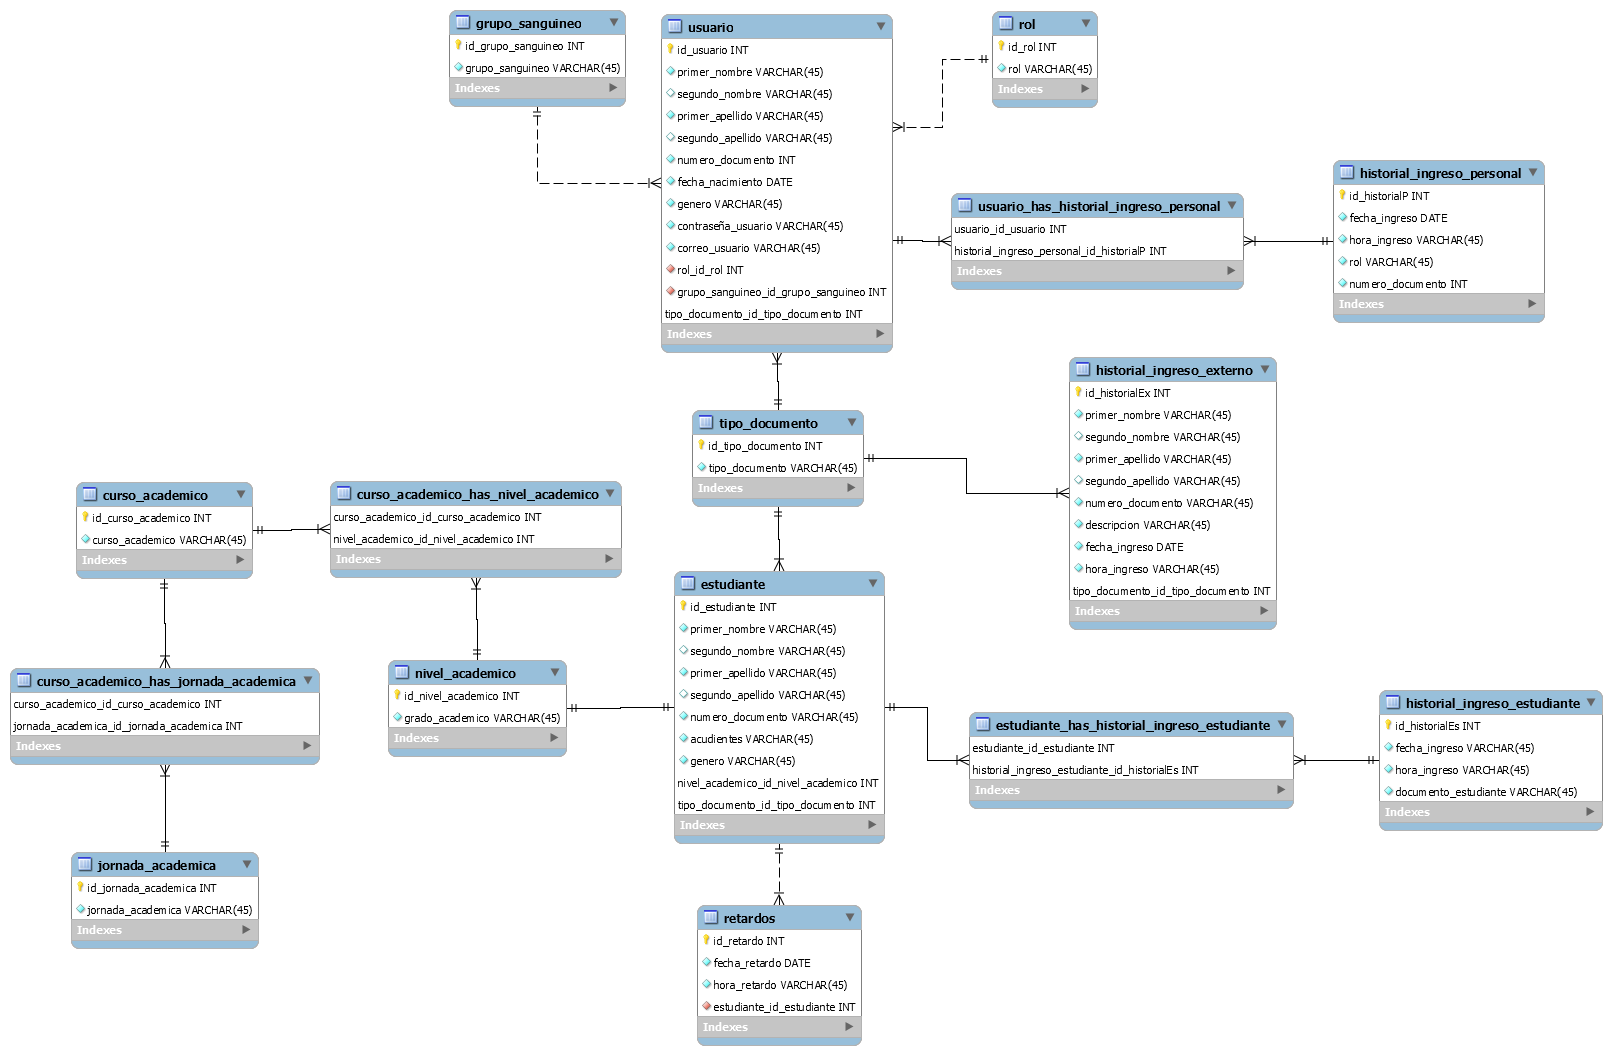 grupo_sanguineo
id_grupo_sanguineo INT
grupo_sanguineo VARCHAR(45)
Indexes
usuario
id_usuario INT
primer_nombre VARCHAR(45)
segundo_nombre VARCHAR(45)
primer_apellido VARCHAR(45)
segundo_apellido VARCHAR(45)
numero_documento INT
fecha_nacimiento DATE
genero VARCHAR(45)
contraseña_usuario VARCHAR(45)
correo_usuario VARCHAR(45)
rol_id_rol INT
grupo_sanguineo_id_grupo_sanguineo INT
tipo_documento_id_tipo_documento INT
Indexes
rol
id_rol INT
rol VARCHAR(45)
Indexes
usuario_has_historial_ingreso_personal
usuario_id_usuario INT
historial_ingreso_personal_id_historialP INT
Indexes
historial_ingreso_personal
id_historialP INT
fecha_ingreso DATE
hora_ingreso VARCHAR(45)
rol VARCHAR(45)
numero_documento INT
Indexes
tipo_documento
id_tipo_documento INT
tipo_documento VARCHAR(45)
Indexes
historial_ingreso_externo
id_historialEx INT
primer_nombre VARCHAR(45)
segundo_nombre VARCHAR(45)
primer_apellido VARCHAR(45)
segundo_apellido VARCHAR(45)
numero_documento VARCHAR(45)
descripcion VARCHAR(45)
fecha_ingreso DATE
hora_ingreso VARCHAR(45)
tipo_documento_id_tipo_documento INT
Indexes
curso_academico
id_curso_academico INT
curso_academico VARCHAR(45)
Indexes
curso_academico_has_nivel_academico
curso_academico_id_curso_academico INT
nivel_academico_id_nivel_academico INT
Indexes
estudiante
id_estudiante INT
primer_nombre VARCHAR(45)
segundo_nombre VARCHAR(45)
primer_apellido VARCHAR(45)
segundo_apellido VARCHAR(45)
numero_documento VARCHAR(45)
acudientes VARCHAR(45)
genero VARCHAR(45)
nivel_academico_id_nivel_academico INT
tipo_documento_id_tipo_documento INT
Indexes
curso_academico_has_jornada_academica
curso_academico_id_curso_academico INT
jornada_academica_id_jornada_academica INT
Indexes
nivel_academico
id_nivel_academico INT
grado_academico VARCHAR(45)
Indexes
estudiante_has_historial_ingreso_estudiante
estudiante_id_estudiante INT
historial_ingreso_estudiante_id_historialEs INT
Indexes
historial_ingreso_estudiante
id_historialEs INT
fecha_ingreso VARCHAR(45)
hora_ingreso VARCHAR(45)
documento_estudiante VARCHAR(45)
Indexes
jornada_academica
id_jornada_academica INT
jornada_academica VARCHAR(45)
Indexes
retardos
id_retardo INT
fecha_retardo DATE
hora_retardo VARCHAR(45)
estudiante_id_estudiante INT
Indexes